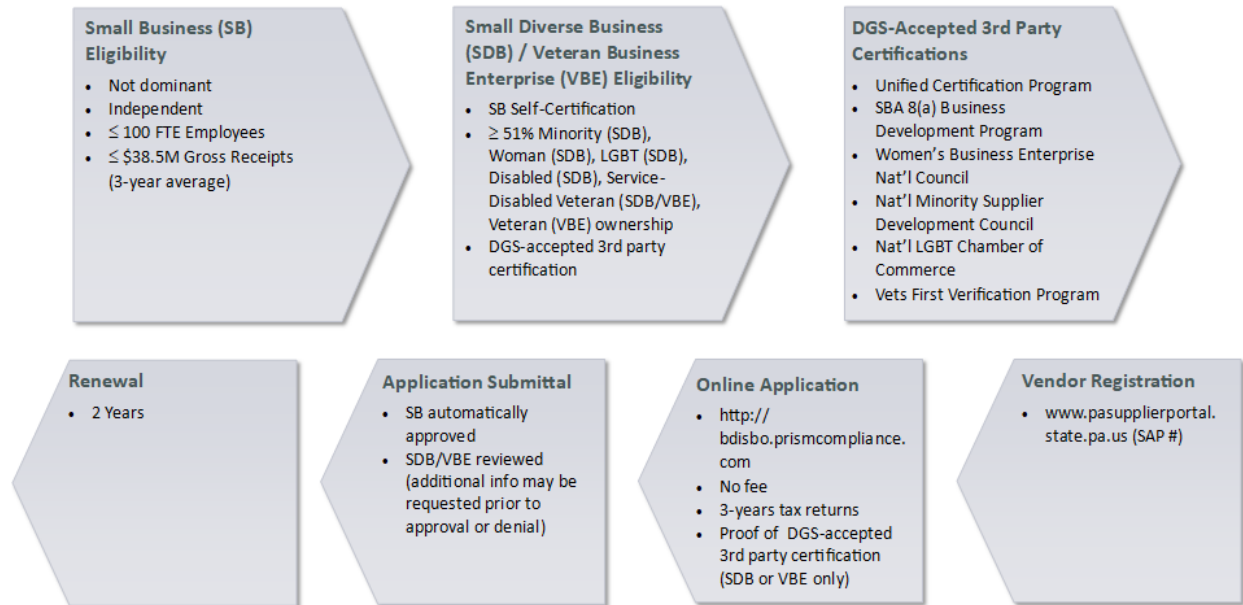 Small Business (SB)
Eligibility
• Not dominant
• Independent
• ≤ 100 FTE Employees
• ≤ $38.5M Gross Receipts
(3-year average)
Small Diverse Business
(SDB) / Veteran Business
Enterprise (VBE) Eligibility
• SB Self-Certification
• ≥ 51% Minority (SDB),
Woman (SDB), LGBT (SDB),
Disabled (SDB), Service-
Disabled Veteran (SDB/VBE),
Veteran (VBE) ownership
• DGS-accepted 3rd party
certification
DGS-Accepted 3rd Party
Certifications
• Unified Certification Program
• SBA 8(a) Business
Development Program
• Women's Business Enterprise
Nat'l Council
• Nat'l Minority Supplier
Development Council
• Nat'l LGBT Chamber of
Commerce
• Vets First Verification Program
Vendor Registration
• www.pasupplierportal.
state.pa.us (SAP #)
Online Application
• http://
bdisbo.prismcompliance.
com
• No fee
• 3-years tax returns
• Proof of DGS-accepted
3rd party certification
(SDB or VBE only)
Application Submittal
• SB automatically
approved
• SDB/VBE reviewed
(additional info may be
requested prior to
approval or denial)
Renewal
• 2 Years